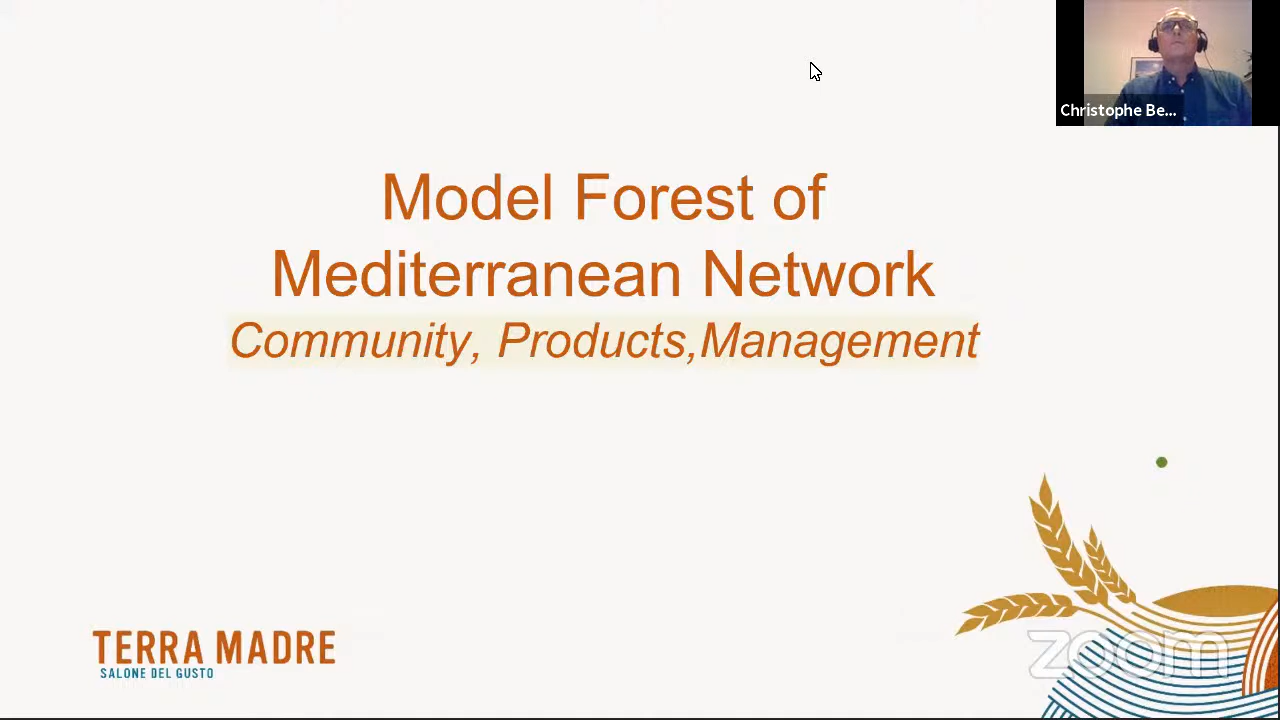 Christophe Be...
Model Forest of
Mediterranean Network
Community, Products,Management
TERRA MADRE
SALONE DEL GUSTO
zoom